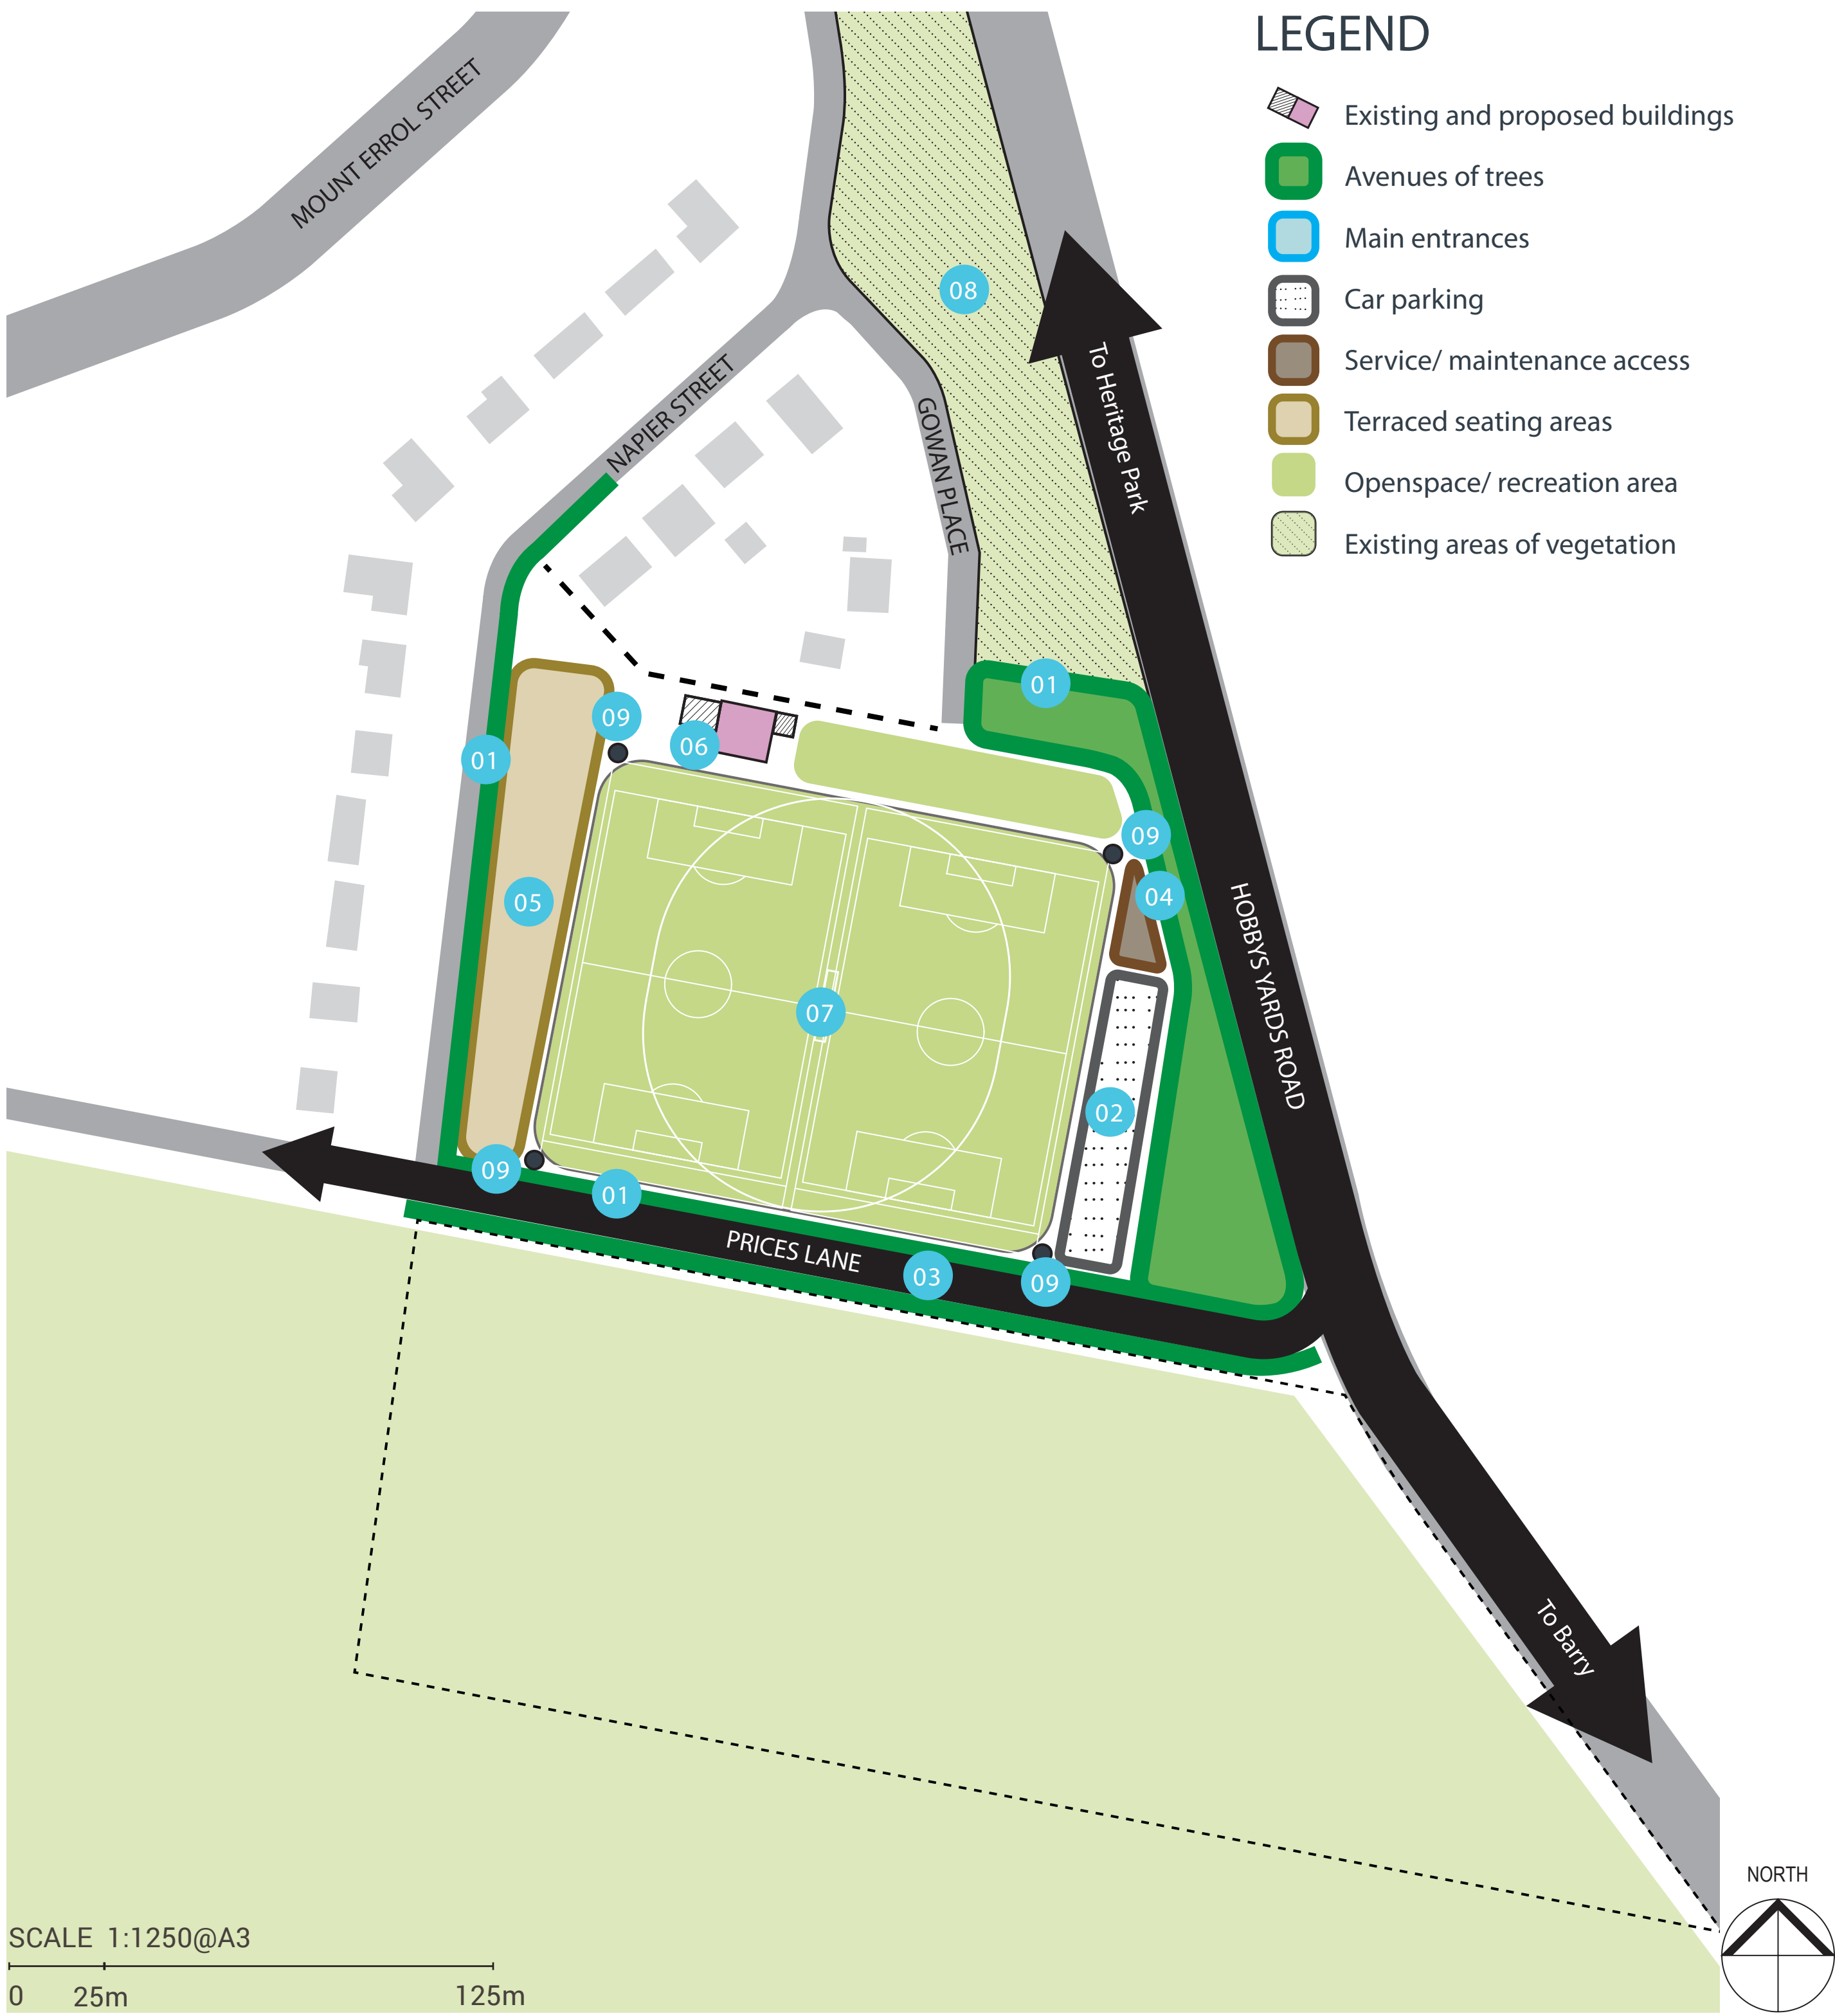 LEGEND
Existing and proposed buildings
Avenues of trees
Main entrances
Car parking
Service/ maintenance access
Terraced seating areas
Openspace/ recreation area
Existing areas of vegetation
MOUNT ERROL STREET
08
To Heritage Park
NAPIER STREET
GOWAN PLACE
01
09
06
01
09
04
05
HOBBYS YARDS ROAD
07
02
09
01
PRICES LANE
03
09
To Barry
NORTH
SCALE 1:1250@A3
0 25m 125m